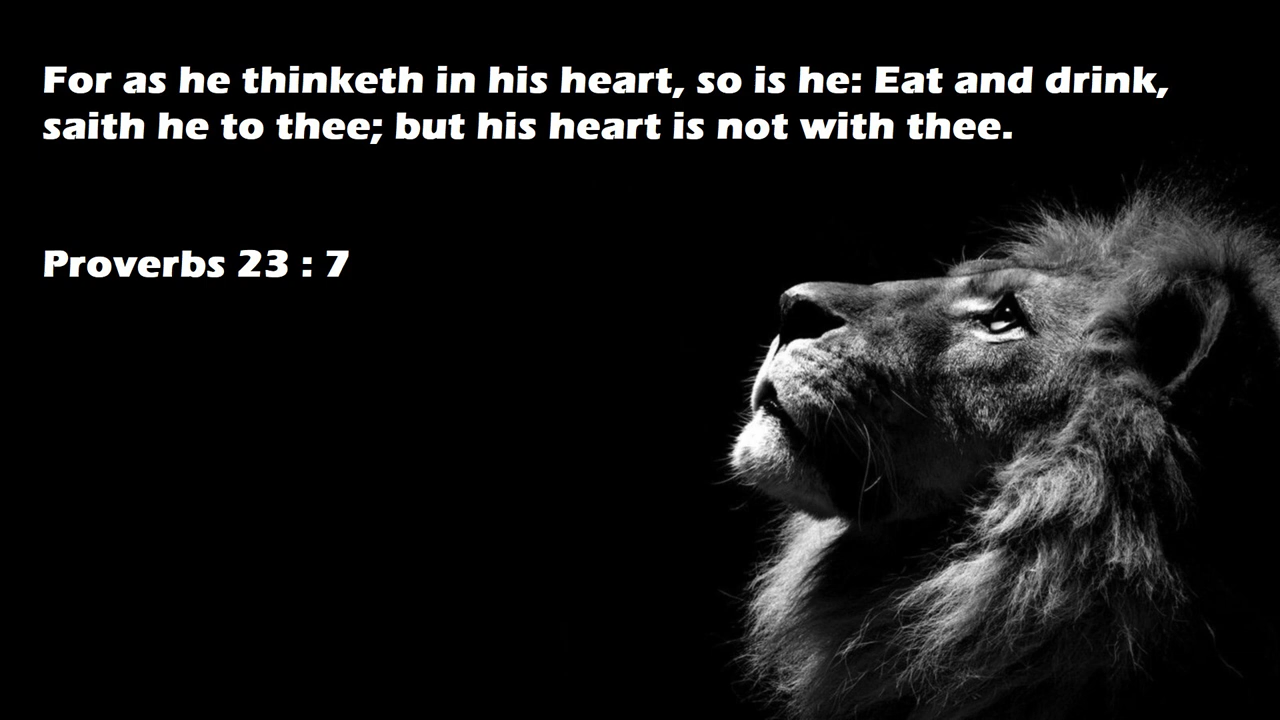 For as he thinketh in his heart, so is he: Eat and drink,
saith he to thee; but his heart is not with thee.
Proverbs 23 : 7